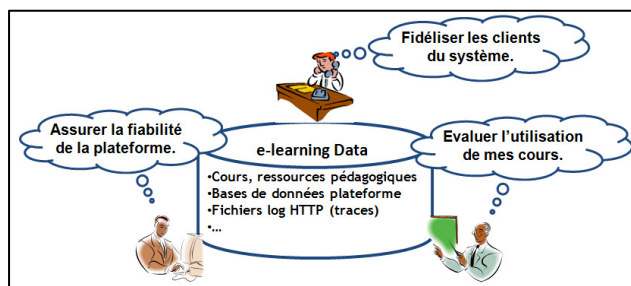 Fidéliser les clients
du système.
Assurer la fiabilité
de la plateforme.
e-learning Data
Evaluer l’utilisation
de mes cours.
•Cours, ressources pédagogiques
•Bases de données plateforme
•Fichiers log HTTP (traces)
•...